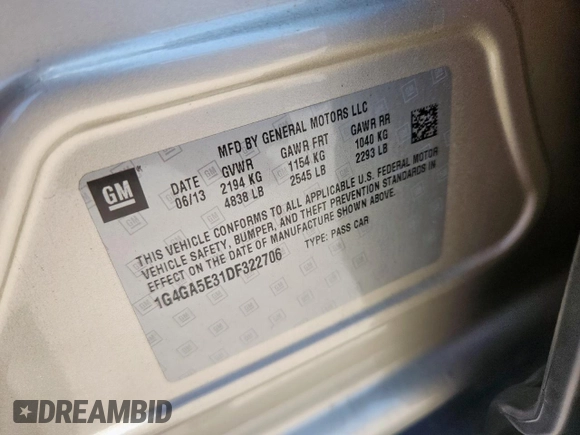 MFD BY GENERAL MOTORS LLC
DATE GVWR GAWR FRT GAWR RR
06/13 2194 KG 1154 KG 1040 KG
4838 LB 2545 LB 2293 LB
GM
THIS VEHICLE CONFORMS TO ALL APPLICABLE U.S. FEDERAL MOTOR
VEHICLE SAFETY, BUMPER, AND THEFT PREVENTION STANDARDS IN
EFFECT ON THE DATE OF MANUFACTURE SHOWN ABOVE.
TYPE: PASS CAR
1G4GA5E31DF322706
DREAMBID